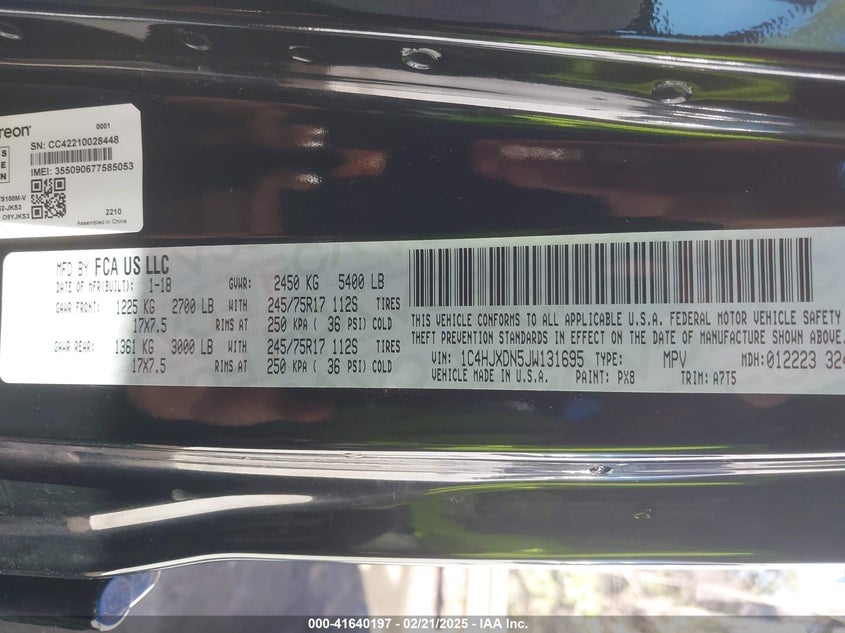 reon
0001
SN: CC42210028448
IMEI: 355090677585053
S100M-V
2-JKS3
O9YJKS3
2210
Assembled in China
MFD BY FCA US LLC
DATE OF MFR(BUILT): 1-18 GVWR: 2450 KG 5400 LB
GAWR FRONT: 1225 KG 2700 LB WITH 245/75R17 112S TIRES
17X7.5 RIMS AT 250 KPA ( 36 PSI) COLD
GAWR REAR: 1361 KG 3000 LB WITH 245/75R17 112S TIRES
17X7.5 RIMS AT 250 KPA ( 36 PSI) COLD
THIS VEHICLE CONFORMS TO ALL APPLICABLE U.S.A. FEDERAL MOTOR VEHICLE SAFETY
THEFT PREVENTION STANDARDS IN EFFECT ON THE DATE OF MANUFACTURE SHOWN ABOVE.
VIN: 1C4HJXDN5JW131695 TYPE: MPV MDH: 012223 324
VEHICLE MADE IN U.S.A. PAINT: PX8 TRIM: A7T5
000-41640197 - 02/21/2025 - IAA Inc.